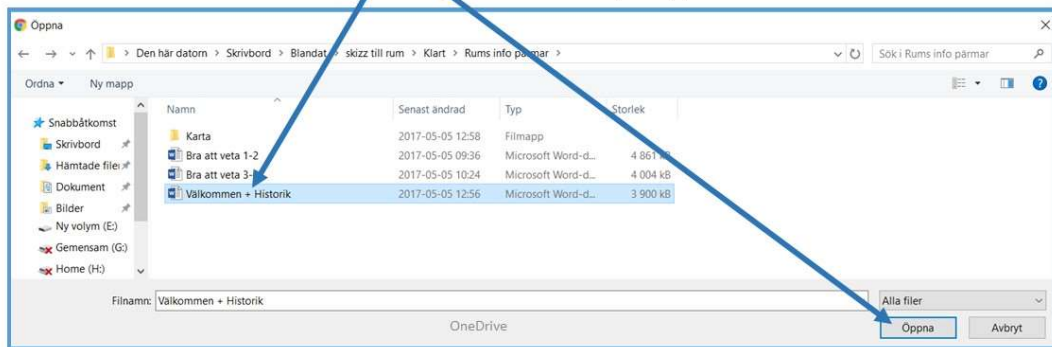 Öppna
Den här datorn > Skrivbord > Blandat > skizz till rum > Klart > Rums info pärmar >
Sök i Rums info pärmar
Ordna Ny mapp
Namn Senast ändrad Typ Storlek
Snabbåtkomst
Skrivbord
Hämtade filer
Dokument
Bilder
Ny volym (E:)
Gemensam (G:)
Home (H:)
Karta 2017-05-05 12:58 Filmapp
Bra att veta 1-2 2017-05-05 09:36 Microsoft Word-d... 4 861 kB
Bra att veta 3- 2017-05-05 10:24 Microsoft Word-d... 4 004 kB
Välkommen + Historik 2017-05-05 12:56 Microsoft Word-d... 3 900 kB
Filnamn: Välkommen + Historik
Alla filer
OneDrive
Öppna Avbryt